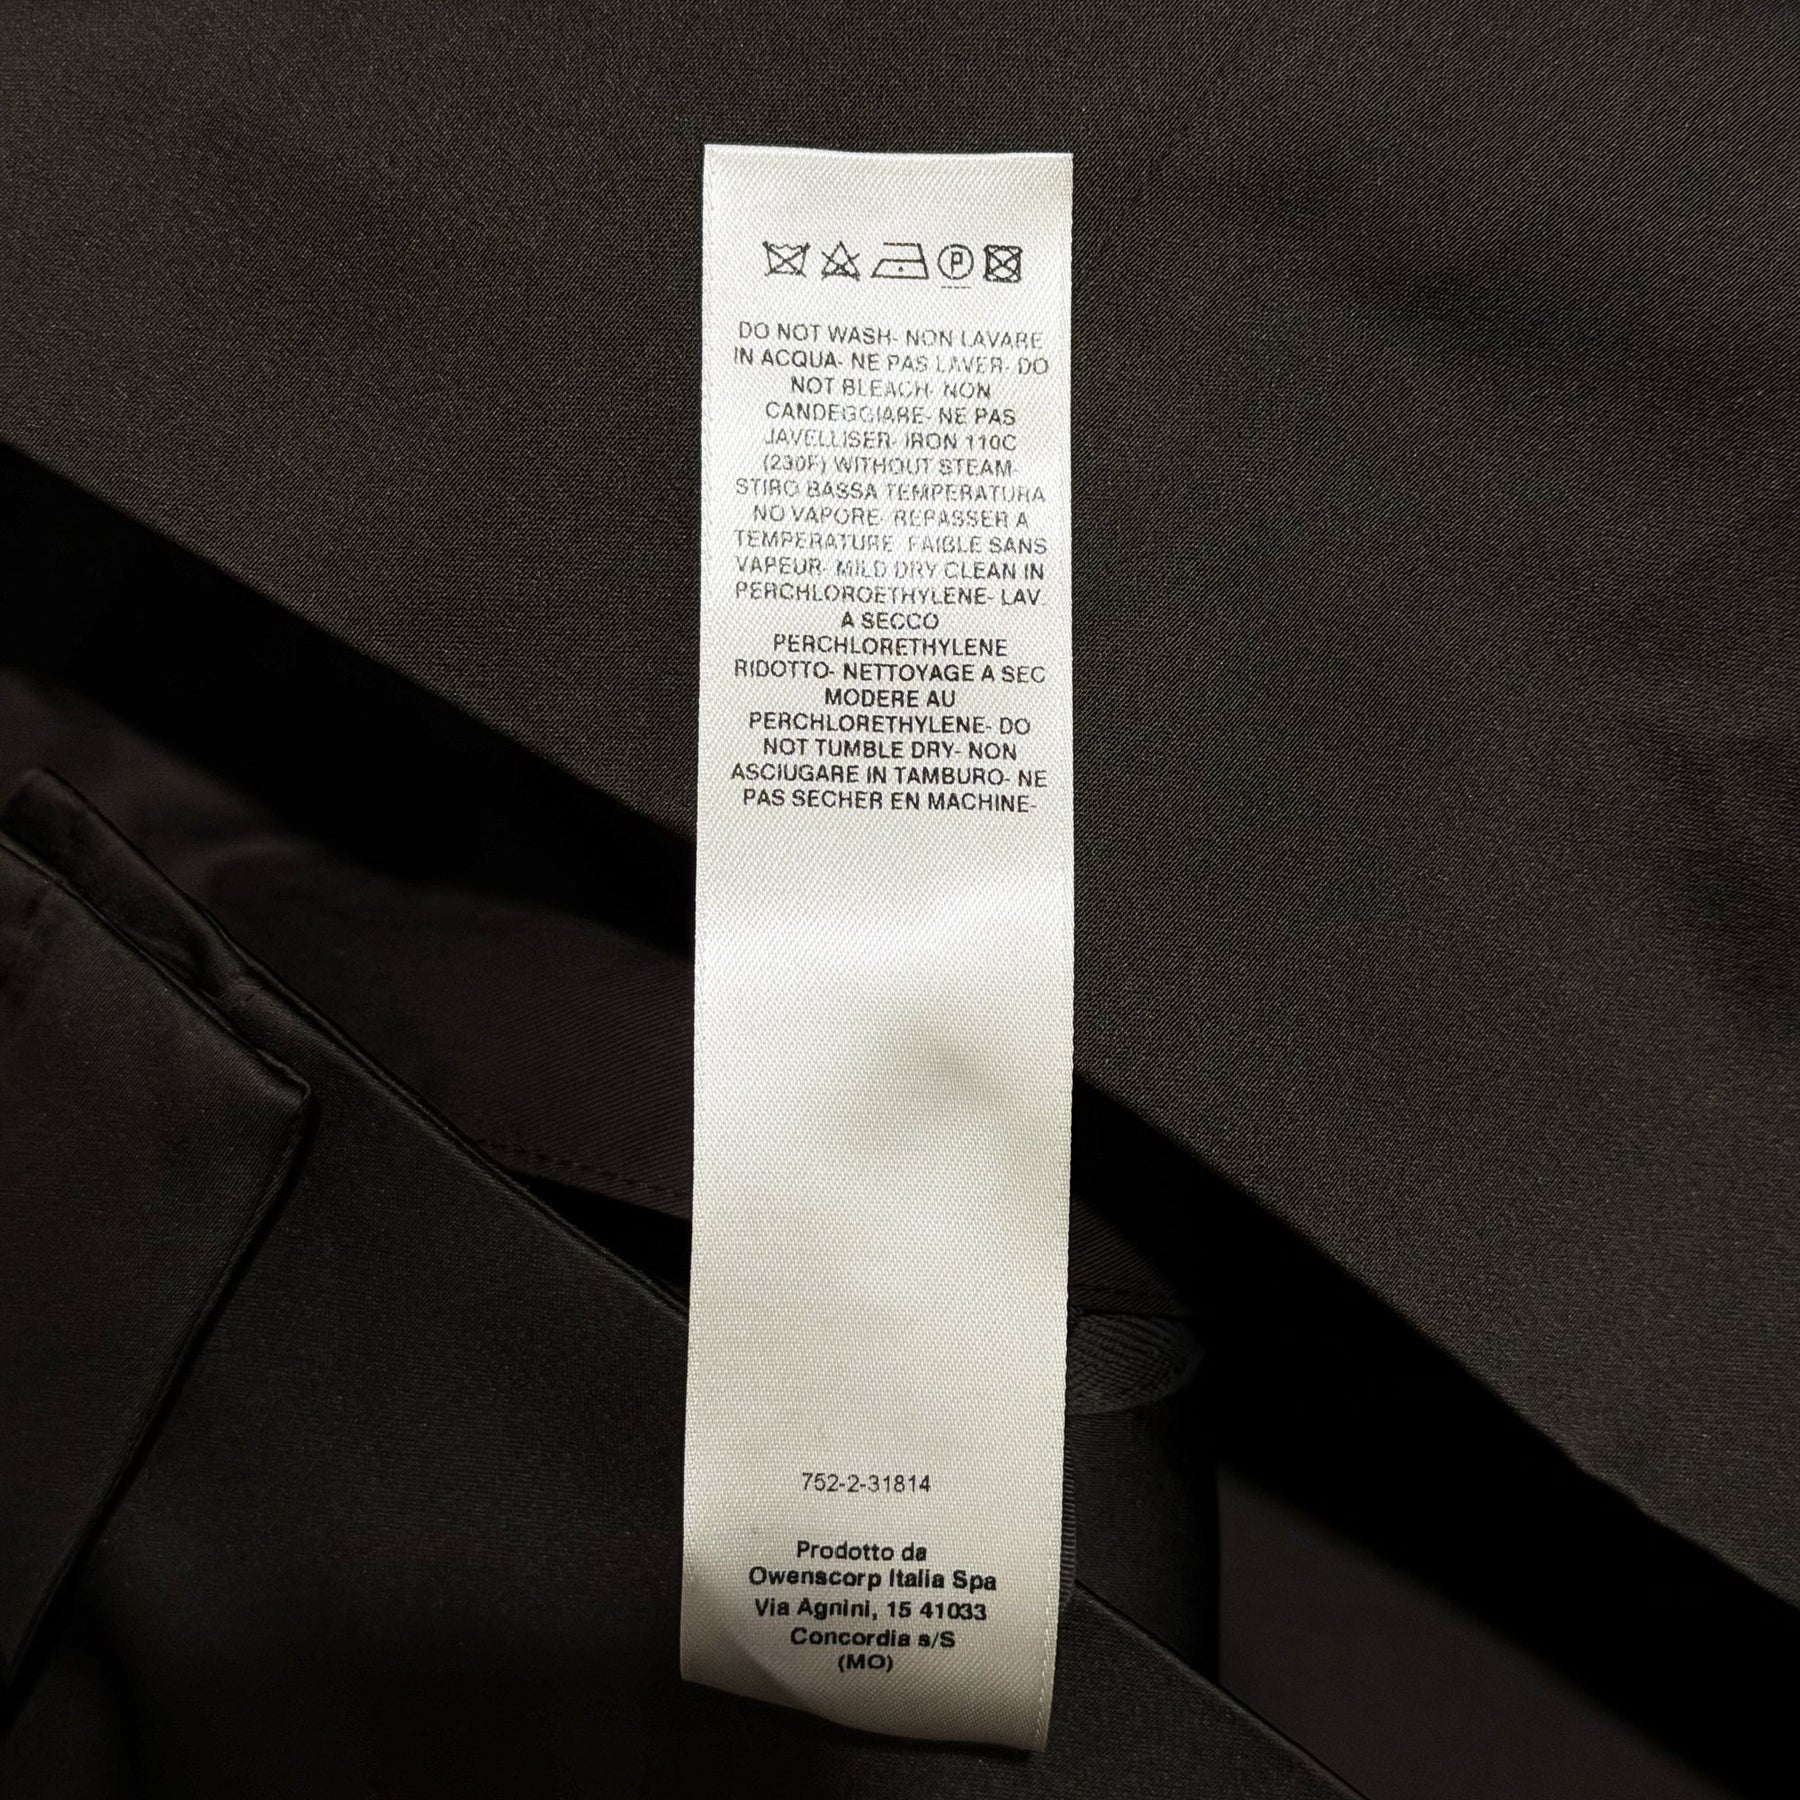 P
DO NOT WASH- NON LAVARE
IN ACQUA- NE PAS LAVER- DO
NOT BLEACH- NON
CANDEGGIARE- NE PAS
JAVELLISER- IRON 110C
(230F) WITHOUT STEAM-
STIRO BASSA TEMPERATURA
NO VAPORE- REPASSER A
TEMPERATURE FAIBLE SANS
VAPEUR- MILD DRY CLEAN IN
PERCHLOROETHYLENE- LAV.
A SECCO
PERCHLORETHYLENE
RIDOTTO- NETTOYAGE A SEC
MODERE AU
PERCHLORETHYLENE- DO
NOT TUMBLE DRY- NON
ASCIUGARE IN TAMBURO- NE
PAS SECHER EN MACHINE-
752-2-31814
Prodotto da
Owenscorp Italia Spa
Via Agnini, 15 41033
Concordia s/S
(MO)